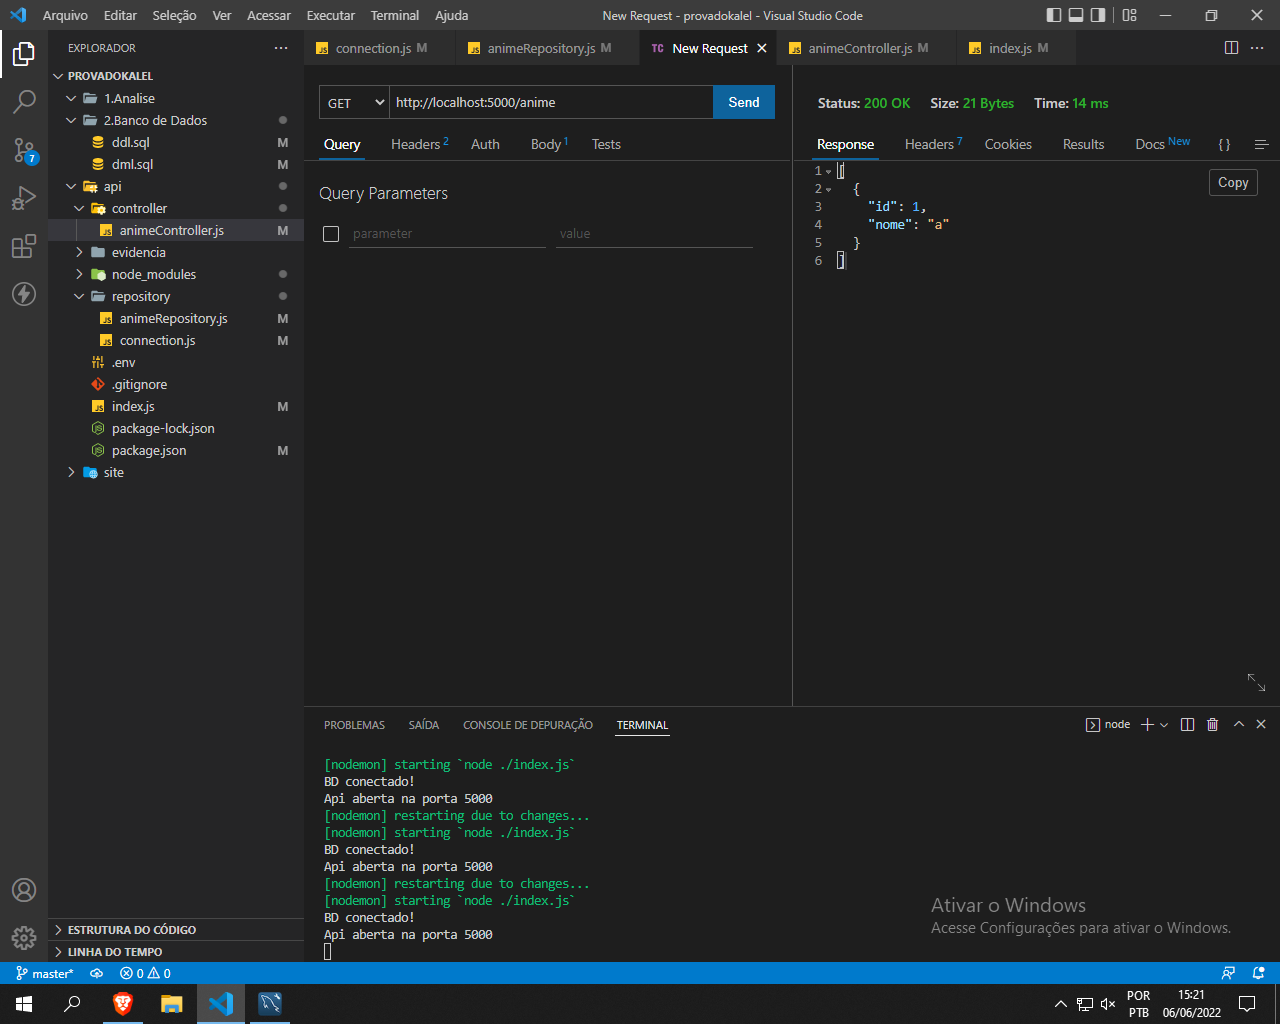 Arquivo Editar Seleção Ver Acessar Executar Terminal Ajuda
New Request - provadokalel - Visual Studio Code
EXPLORADOR
PROVADOKALEL
1.Analise
2.Banco de Dados
ddl.sql M
dml.sql M
api
controller
animeController.js M
evidencia
node_modules
repository
animeRepository.js M
connection.js M
.env
.gitignore
index.js M
package-lock.json
package.json M
site
ESTRUTURA DO CÓDIGO
LINHA DO TEMPO
7
JS connection.js M
JS animeRepository.js M
TC New Request
JS animeController.js M
JS index.js M
GET http://localhost:5000/anime Send
Query Headers 2 Auth Body 1 Tests
Query Parameters
parameter value
Status: 200 OK Size: 21 Bytes Time: 14 ms
Response Headers 7 Cookies Results Docs New { }
Copy
1 [
2 {
3 "id": 1,
4 "nome": "a"
5 }
6 ]
PROBLEMAS SAÍDA CONSOLE DE DEPURAÇÃO TERMINAL
node
[nodemon] starting `node ./index.js`
BD conectado!
Api aberta na porta 5000
[nodemon] restarting due to changes...
[nodemon] starting `node ./index.js`
BD conectado!
Api aberta na porta 5000
[nodemon] restarting due to changes...
[nodemon] starting `node ./index.js`
BD conectado!
Api aberta na porta 5000
Ativar o Windows
Acesse Configurações para ativar o Windows.
master* 0 0
POR
PTB
15:21
06/06/2022